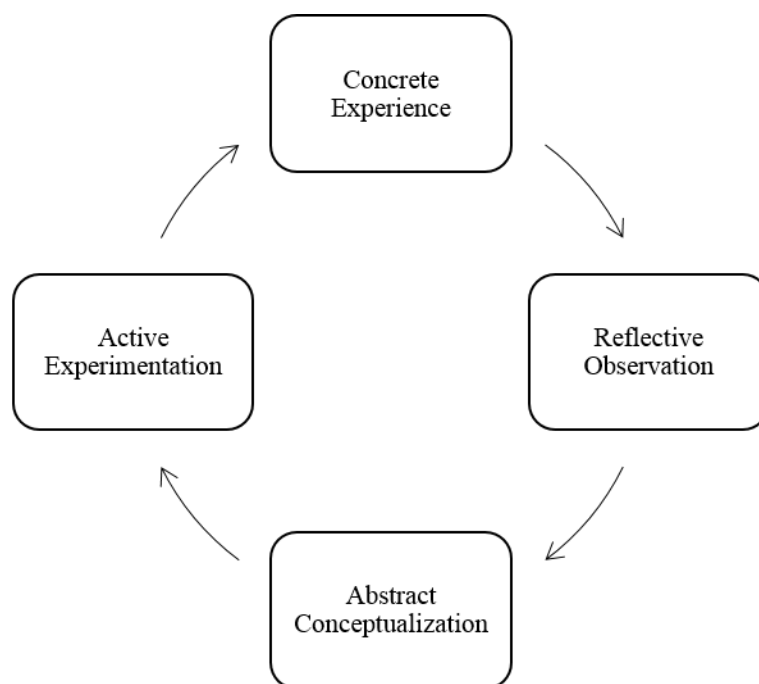 Concrete
Experience
Reflective
Observation
Abstract
Conceptualization
Active
Experimentation